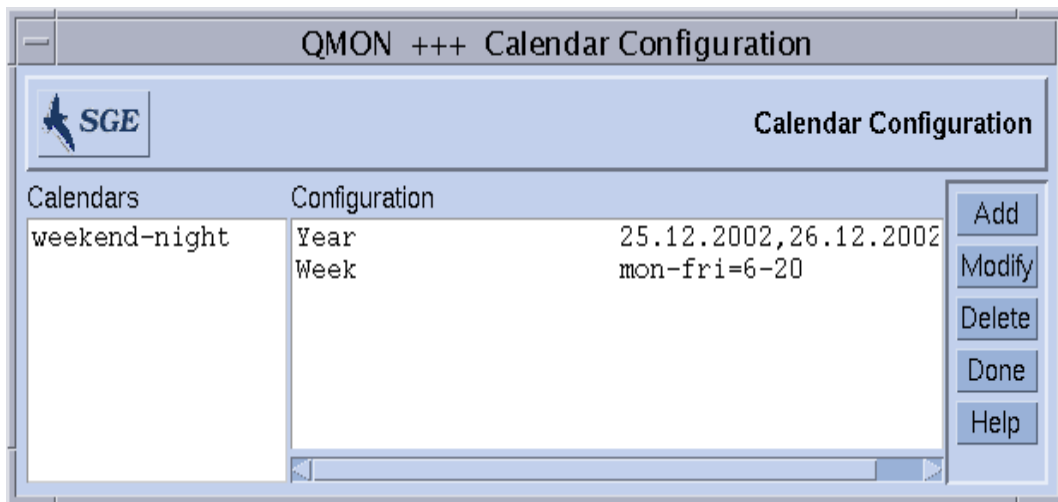 QMON +++ Calendar Configuration
SGE
Calendar Configuration
Calendars
Configuration
weekend-night
Year 25.12.2002,26.12.2002
Week mon-fri=6-20
Add
Modify
Delete
Done
Help